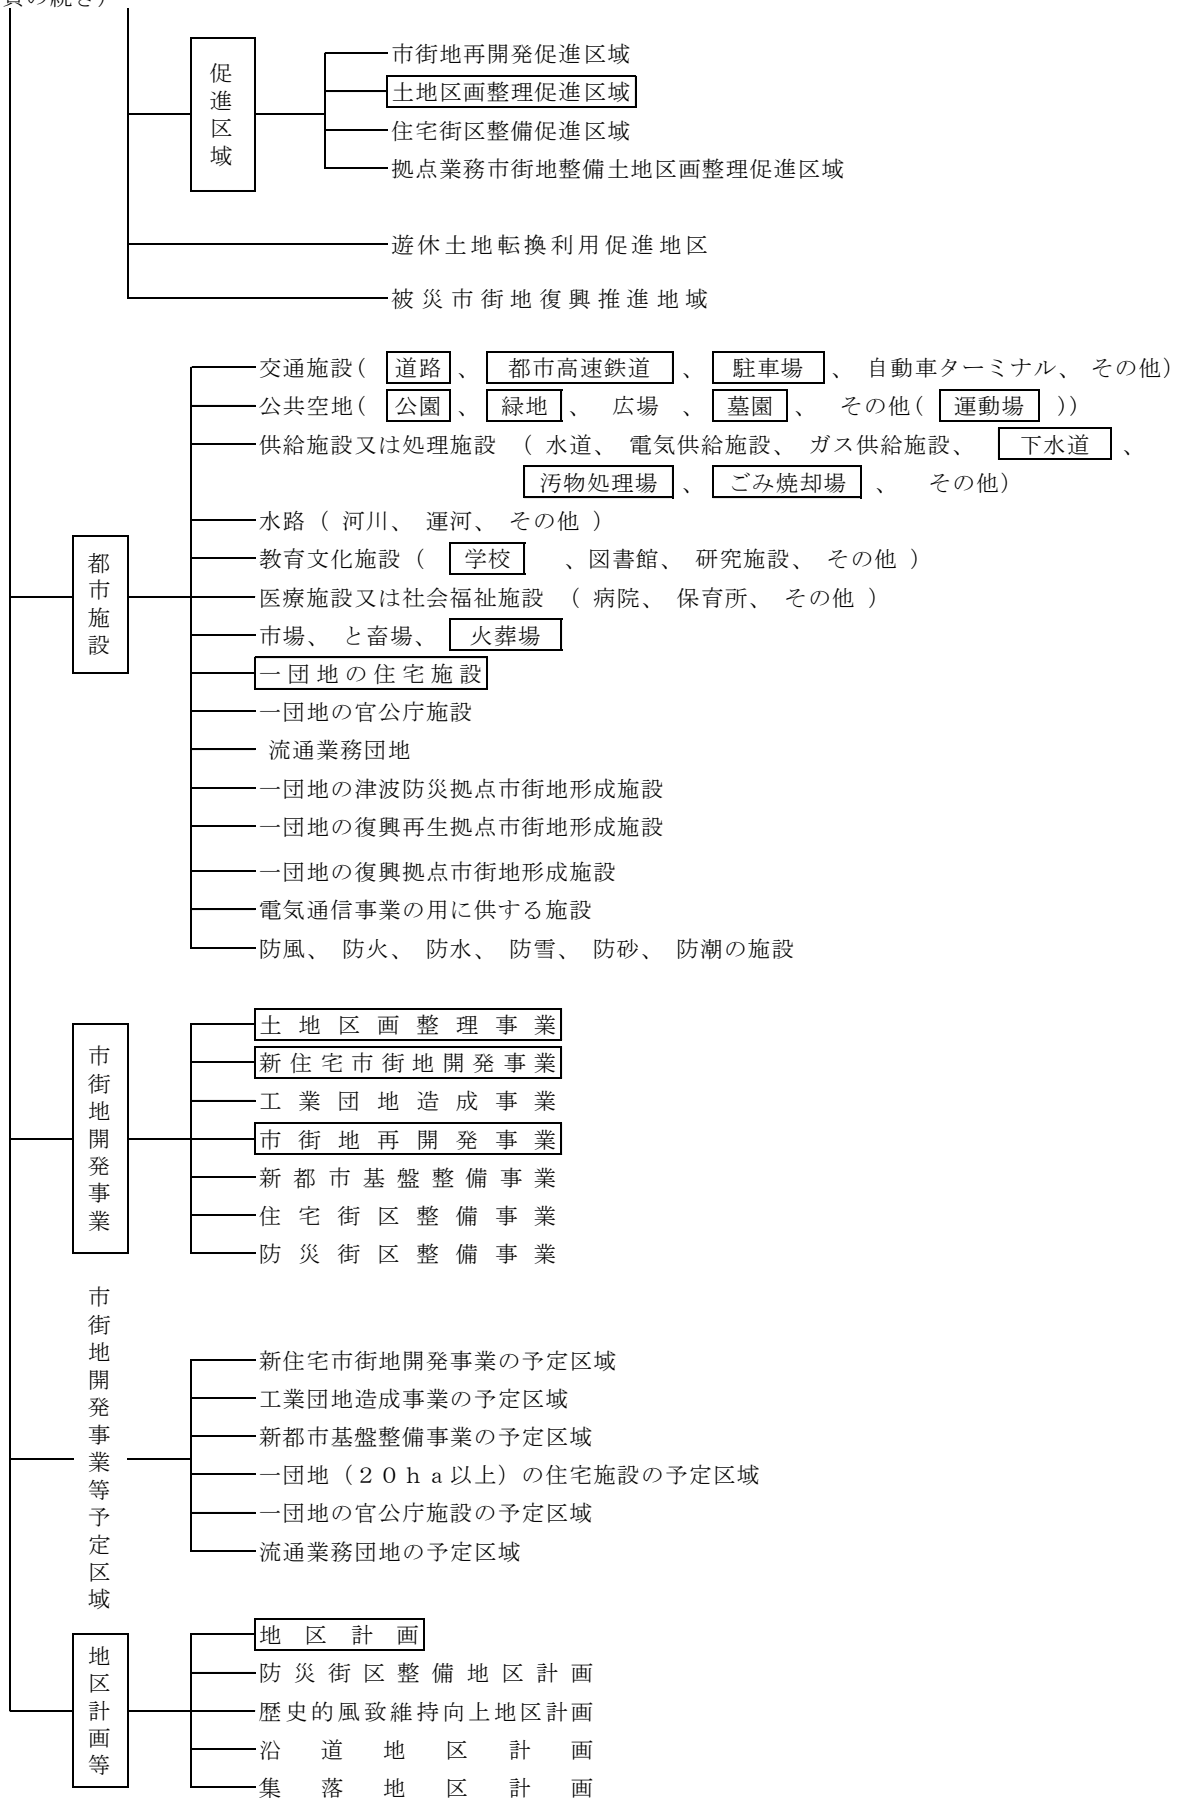 頁の続き）
促進区域
市街地再開発促進区域
土地区画整理促進区域
住宅街区整備促進区域
拠点業務市街地整備土地区画整理促進区域
遊休土地転換利用促進地区
被災市街地復興推進地域
都市施設
交通施設（ 道路 、 都市高速鉄道 、 駐車場 、 自動車ターミナル、 その他）
公共空地（ 公園 、 緑地 、 広場 、 墓園 、 その他（ 運動場 ））
供給施設又は処理施設 （ 水道、 電気供給施設、 ガス供給施設、 下水道 、
汚物処理場 、 ごみ焼却場 、 その他）
水路（ 河川、 運河、 その他 ）
教育文化施設（ 学校 、図書館、 研究施設、 その他 ）
医療施設又は社会福祉施設 （ 病院、 保育所、 その他 ）
市場、 と畜場、 火葬場
一団地の住宅施設
一団地の官公庁施設
流通業務団地
一団地の津波防災拠点市街地形成施設
一団地の復興再生拠点市街地形成施設
一団地の復興拠点市街地形成施設
電気通信事業の用に供する施設
防風、 防火、 防水、 防雪、 防砂、 防潮の施設
市街地開発事業
土地区画整理事業
新住宅市街地開発事業
工業団地造成事業
市街地再開発事業
新都市基盤整備事業
住宅街区整備事業
防災街区整備事業
市街地開発事業等予定区域
新住宅市街地開発事業の予定区域
工業団地造成事業の予定区域
新都市基盤整備事業の予定区域
一団地（２０ｈａ以上）の住宅施設の予定区域
一団地の官公庁施設の予定区域
流通業務団地の予定区域
地区計画等
地区計画
防災街区整備地区計画
歴史的風致維持向上地区計画
沿道地区計画
集落地区計画